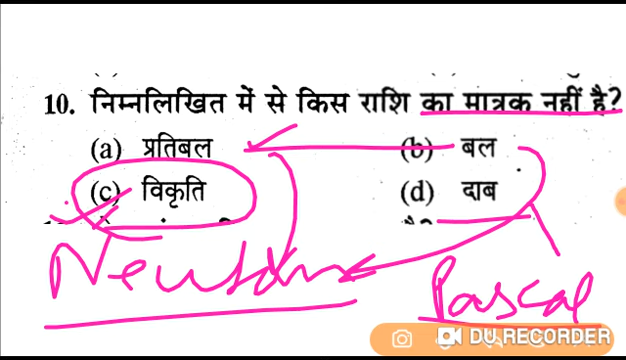 10. निम्नलिखित में से किस राशि का मात्रक नहीं है?
(a) प्रतिबल (b) बल
(c) विकृति (d) दाब
Newton Pascal
DU RECORDER